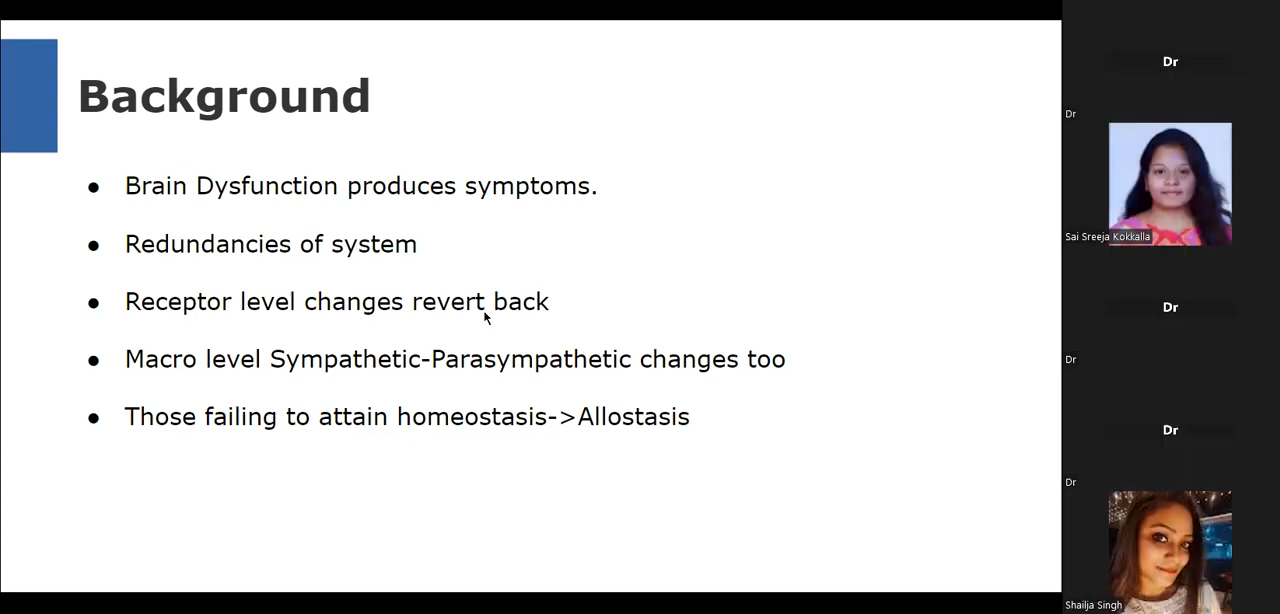 Background
● Brain Dysfunction produces symptoms.
● Redundancies of system
● Receptor level changes revert back
● Macro level Sympathetic-Parasympathetic changes too
● Those failing to attain homeostasis->Allostasis
Dr
Dr
Sai Sreeja Kokkalla
Dr
Dr
Dr
Dr
Shailja Singh